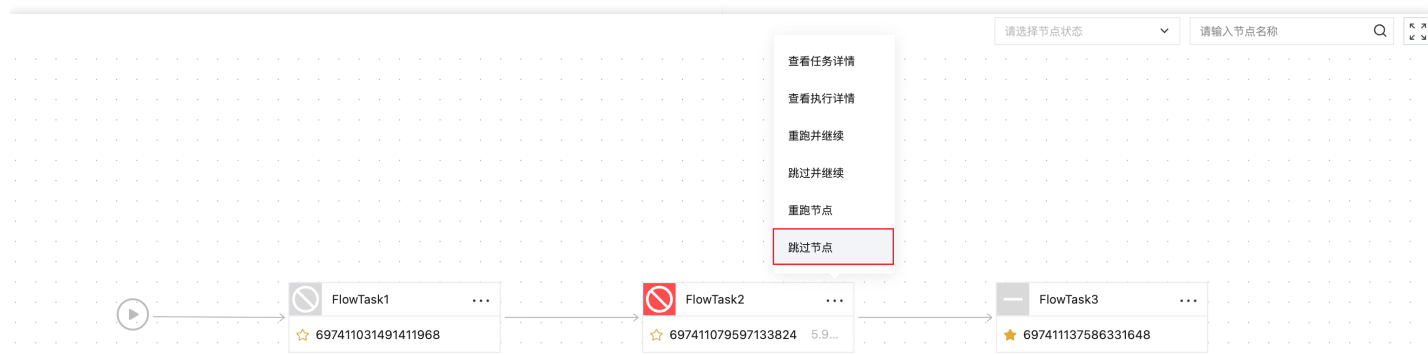 请选择节点状态
请输入节点名称
查看任务详情
查看执行详情
重跑并继续
跳过并继续
重跑节点
跳过节点
FlowTask1 ...
697411031491411968
FlowTask2 ...
697411079597133824 5.9...
FlowTask3 ...
697411137586331648